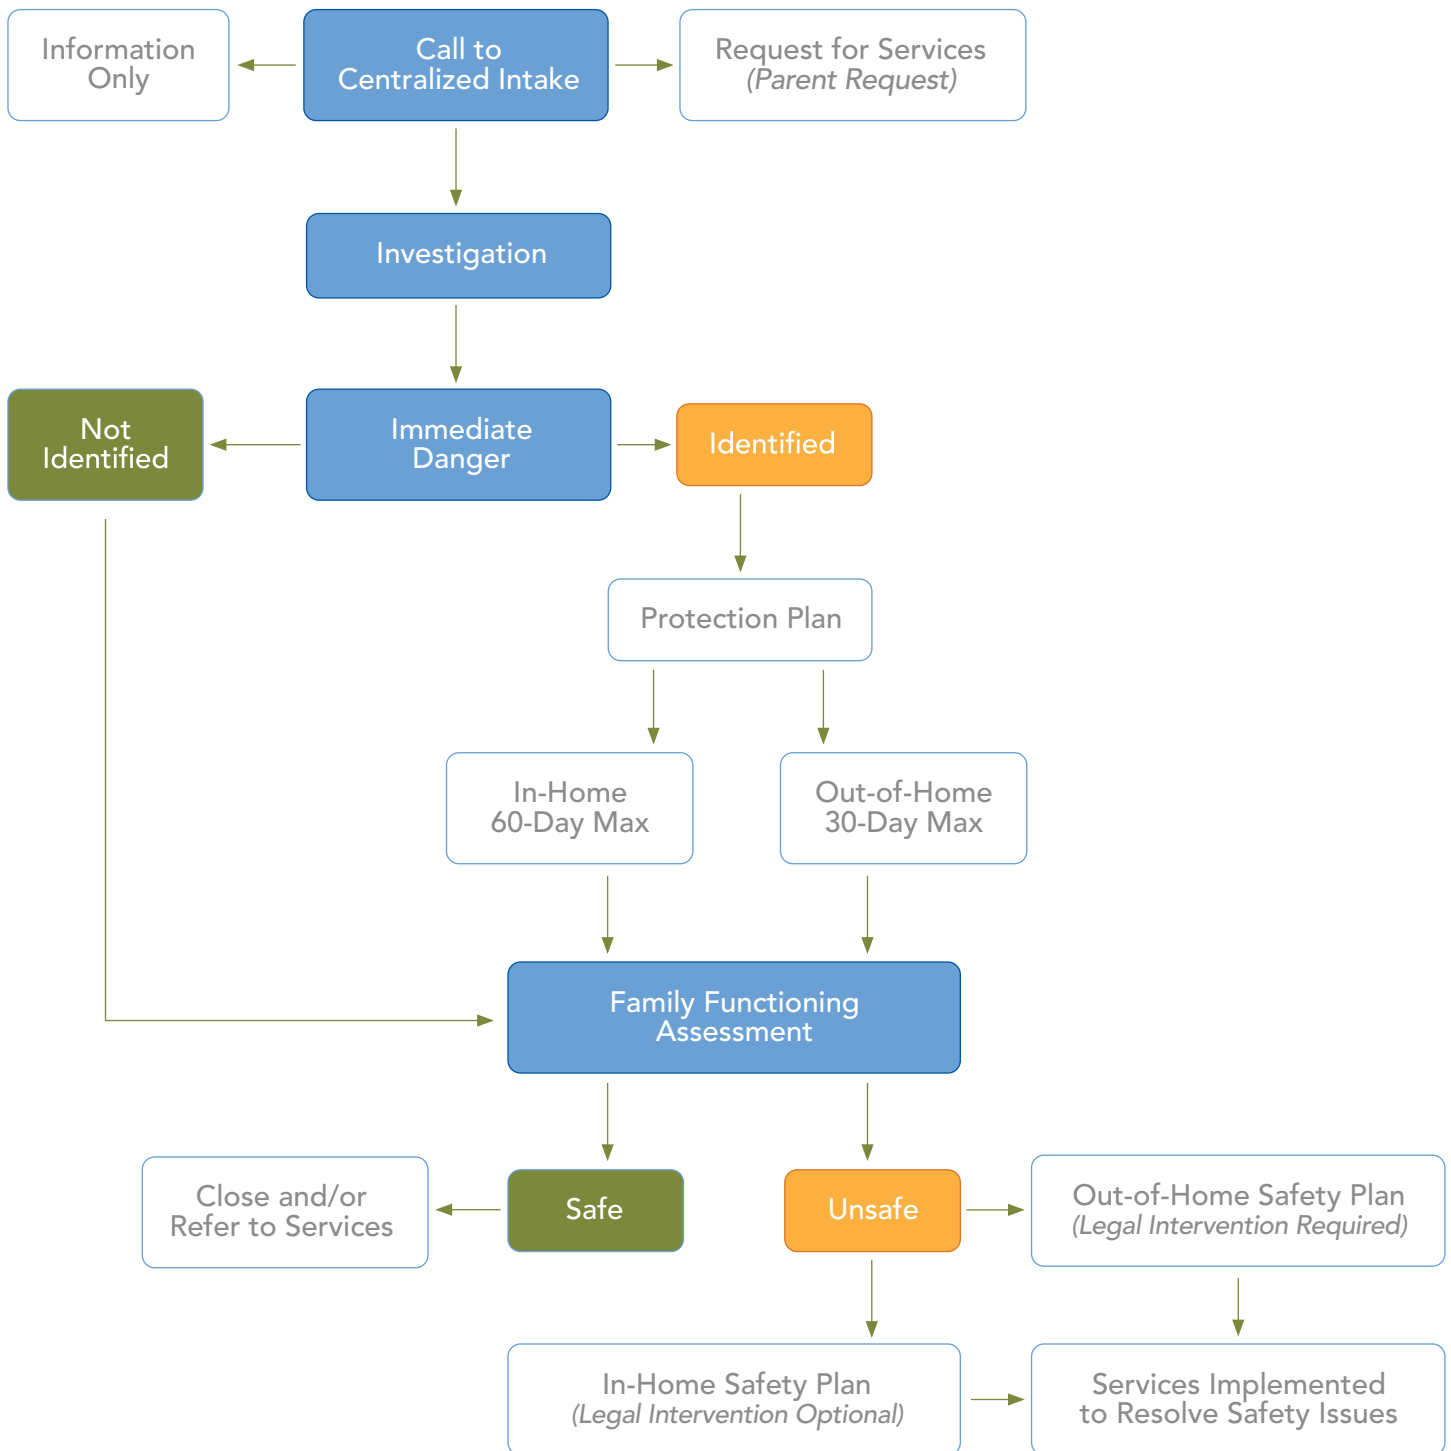 Information
Only
Call to
Centralized Intake
Request for Services
(Parent Request)
Investigation
Not
Identified
Immediate
Danger
Identified
Protection Plan
In-Home
60-Day Max
Out-of-Home
30-Day Max
Family Functioning
Assessment
Close and/or
Refer to Services
Safe
Unsafe
Out-of-Home Safety Plan
(Legal Intervention Required)
In-Home Safety Plan
(Legal Intervention Optional)
Services Implemented
to Resolve Safety Issues